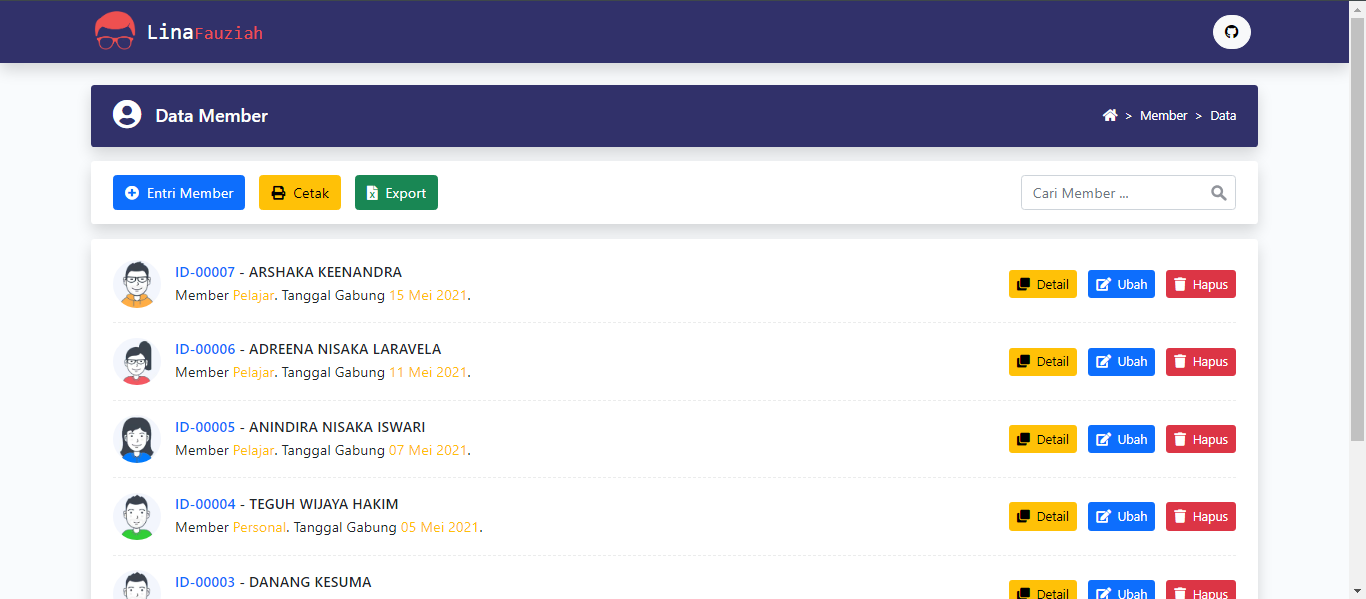 LinaFauziah
Data Member
> Member > Data
Entri Member
Cetak
Export
Cari Member ...
ID-00007 - ARSHAKA KEENANDRA
Member Pelajar. Tanggal Gabung 15 Mei 2021.
Detail
Ubah
Hapus
ID-00006 - ADREENA NISAKA LARAVELA
Member Pelajar. Tanggal Gabung 11 Mei 2021.
Detail
Ubah
Hapus
ID-00005 - ANINDIRA NISAKA ISWARI
Member Pelajar. Tanggal Gabung 07 Mei 2021.
Detail
Ubah
Hapus
ID-00004 - TEGUH WIJAYA HAKIM
Member Personal. Tanggal Gabung 05 Mei 2021.
Detail
Ubah
Hapus
ID-00003 - DANANG KESUMA
Detail
Ubah
Hapus